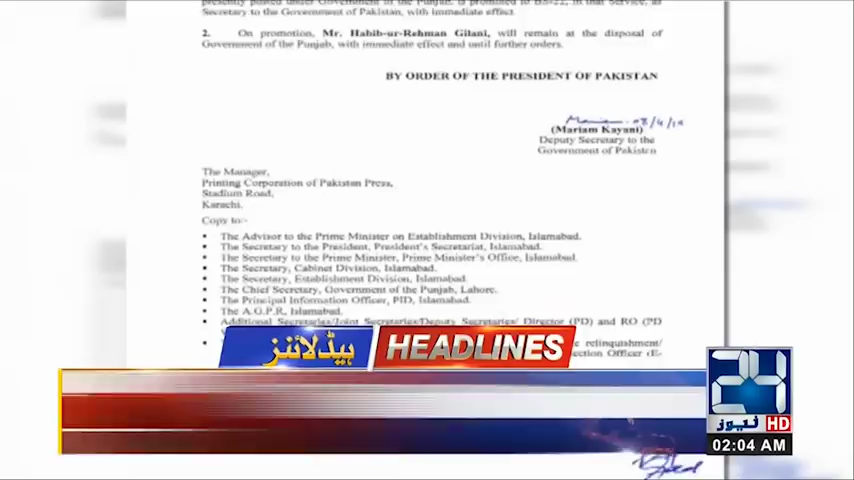 presently posted under Government of the Punjab, is promoted to BS-22, in that Service, as
Secretary to the Government of Pakistan, with immediate effect.
2. On promotion, Mr. Habib-ur-Rehman Gilani, will remain at the disposal of
Government of the Punjab, with immediate effect and until further orders.
BY ORDER OF THE PRESIDENT OF PAKISTAN
(Mariam Kayani)
Deputy Secretary to the
Government of Pakistan
The Manager,
Printing Corporation of Pakistan Press,
Stadium Road,
Karachi.
Copy to:-
• The Advisor to the Prime Minister on Establishment Division, Islamabad.
• The Secretary to the President, President's Secretariat, Islamabad.
• The Secretary to the Prime Minister, Prime Minister's Office, Islamabad.
• The Secretary, Cabinet Division, Islamabad.
• The Secretary, Establishment Division, Islamabad.
• The Chief Secretary, Government of the Punjab, Lahore.
• The Principal Information Officer, PID, Islamabad.
• The A.G.P.R, Islamabad.
• Additional Secretaries/Joint Secretaries/Deputy Secretaries/ Director (PD) and RO (PD
relinquishment/
ection Officer (E-
ہیڈلائنز HEADLINES
24
نیوز HD
02:04 AM